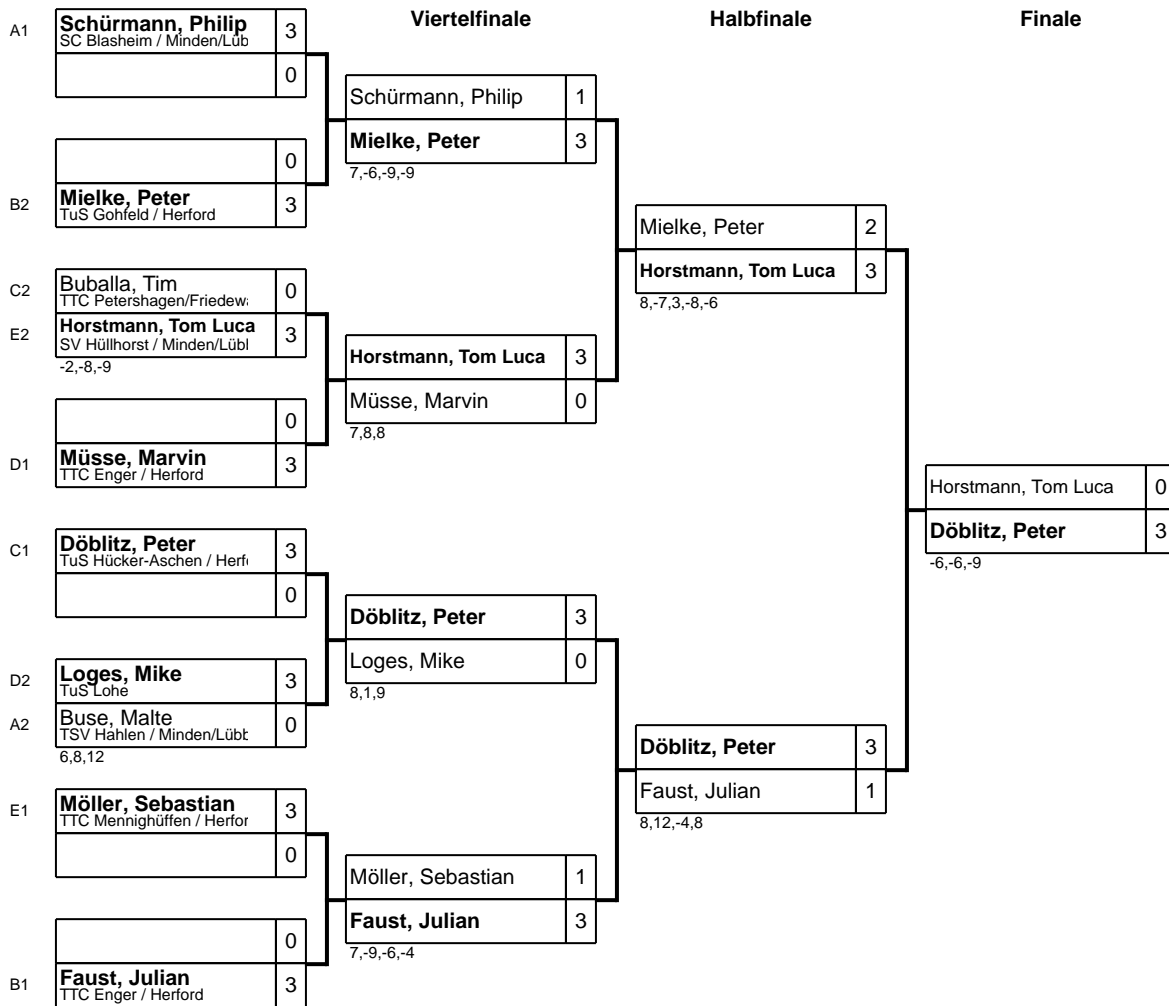 Viertelfinale
Halbfinale
Finale
A1
Schürmann, Philip
SC Blasheim / Minden/Lüb
3
0
0
B2
Mielke, Peter
TuS Gohfeld / Herford
3
C2
Buballa, Tim
TTC Petershagen/Friedewa
0
E2
Horstmann, Tom Luca
SV Hüllhorst / Minden/Lübl
3
-2,-8,-9
0
D1
Müsse, Marvin
TTC Enger / Herford
3
C1
Döblitz, Peter
TuS Hücker-Aschen / Herfo
3
0
D2
Loges, Mike
TuS Lohe
3
A2
Buse, Malte
TSV Hahlen / Minden/Lübb
0
6,8,12
E1
Möller, Sebastian
TTC Mennighüffen / Herfor
3
0
0
B1
Faust, Julian
TTC Enger / Herford
3
Schürmann, Philip 1
Mielke, Peter 3
7,-6,-9,-9
Horstmann, Tom Luca 3
Müsse, Marvin 0
7,8,8
Döblitz, Peter 3
Loges, Mike 0
8,1,9
Möller, Sebastian 1
Faust, Julian 3
7,-9,-6,-4
Mielke, Peter 2
Horstmann, Tom Luca 3
8,-7,3,-8,-6
Döblitz, Peter 3
Faust, Julian 1
8,12,-4,8
Horstmann, Tom Luca 0
Döblitz, Peter 3
-6,-6,-9